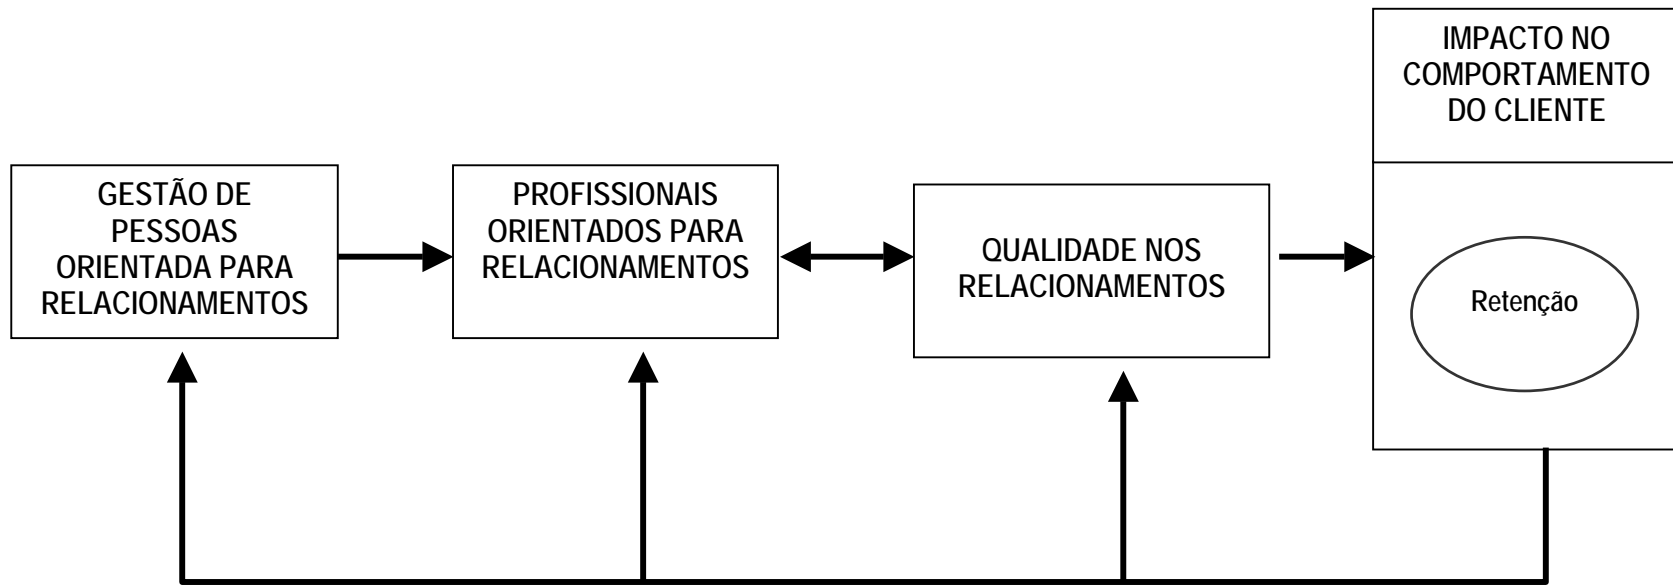 GESTÃO DE
PESSOAS
ORIENTADA PARA
RELACIONAMENTOS
PROFISSIONAIS
ORIENTADOS PARA
RELACIONAMENTOS
QUALIDADE NOS
RELACIONAMENTOS
IMPACTO NO
COMPORTAMENTO
DO CLIENTE
Retenção